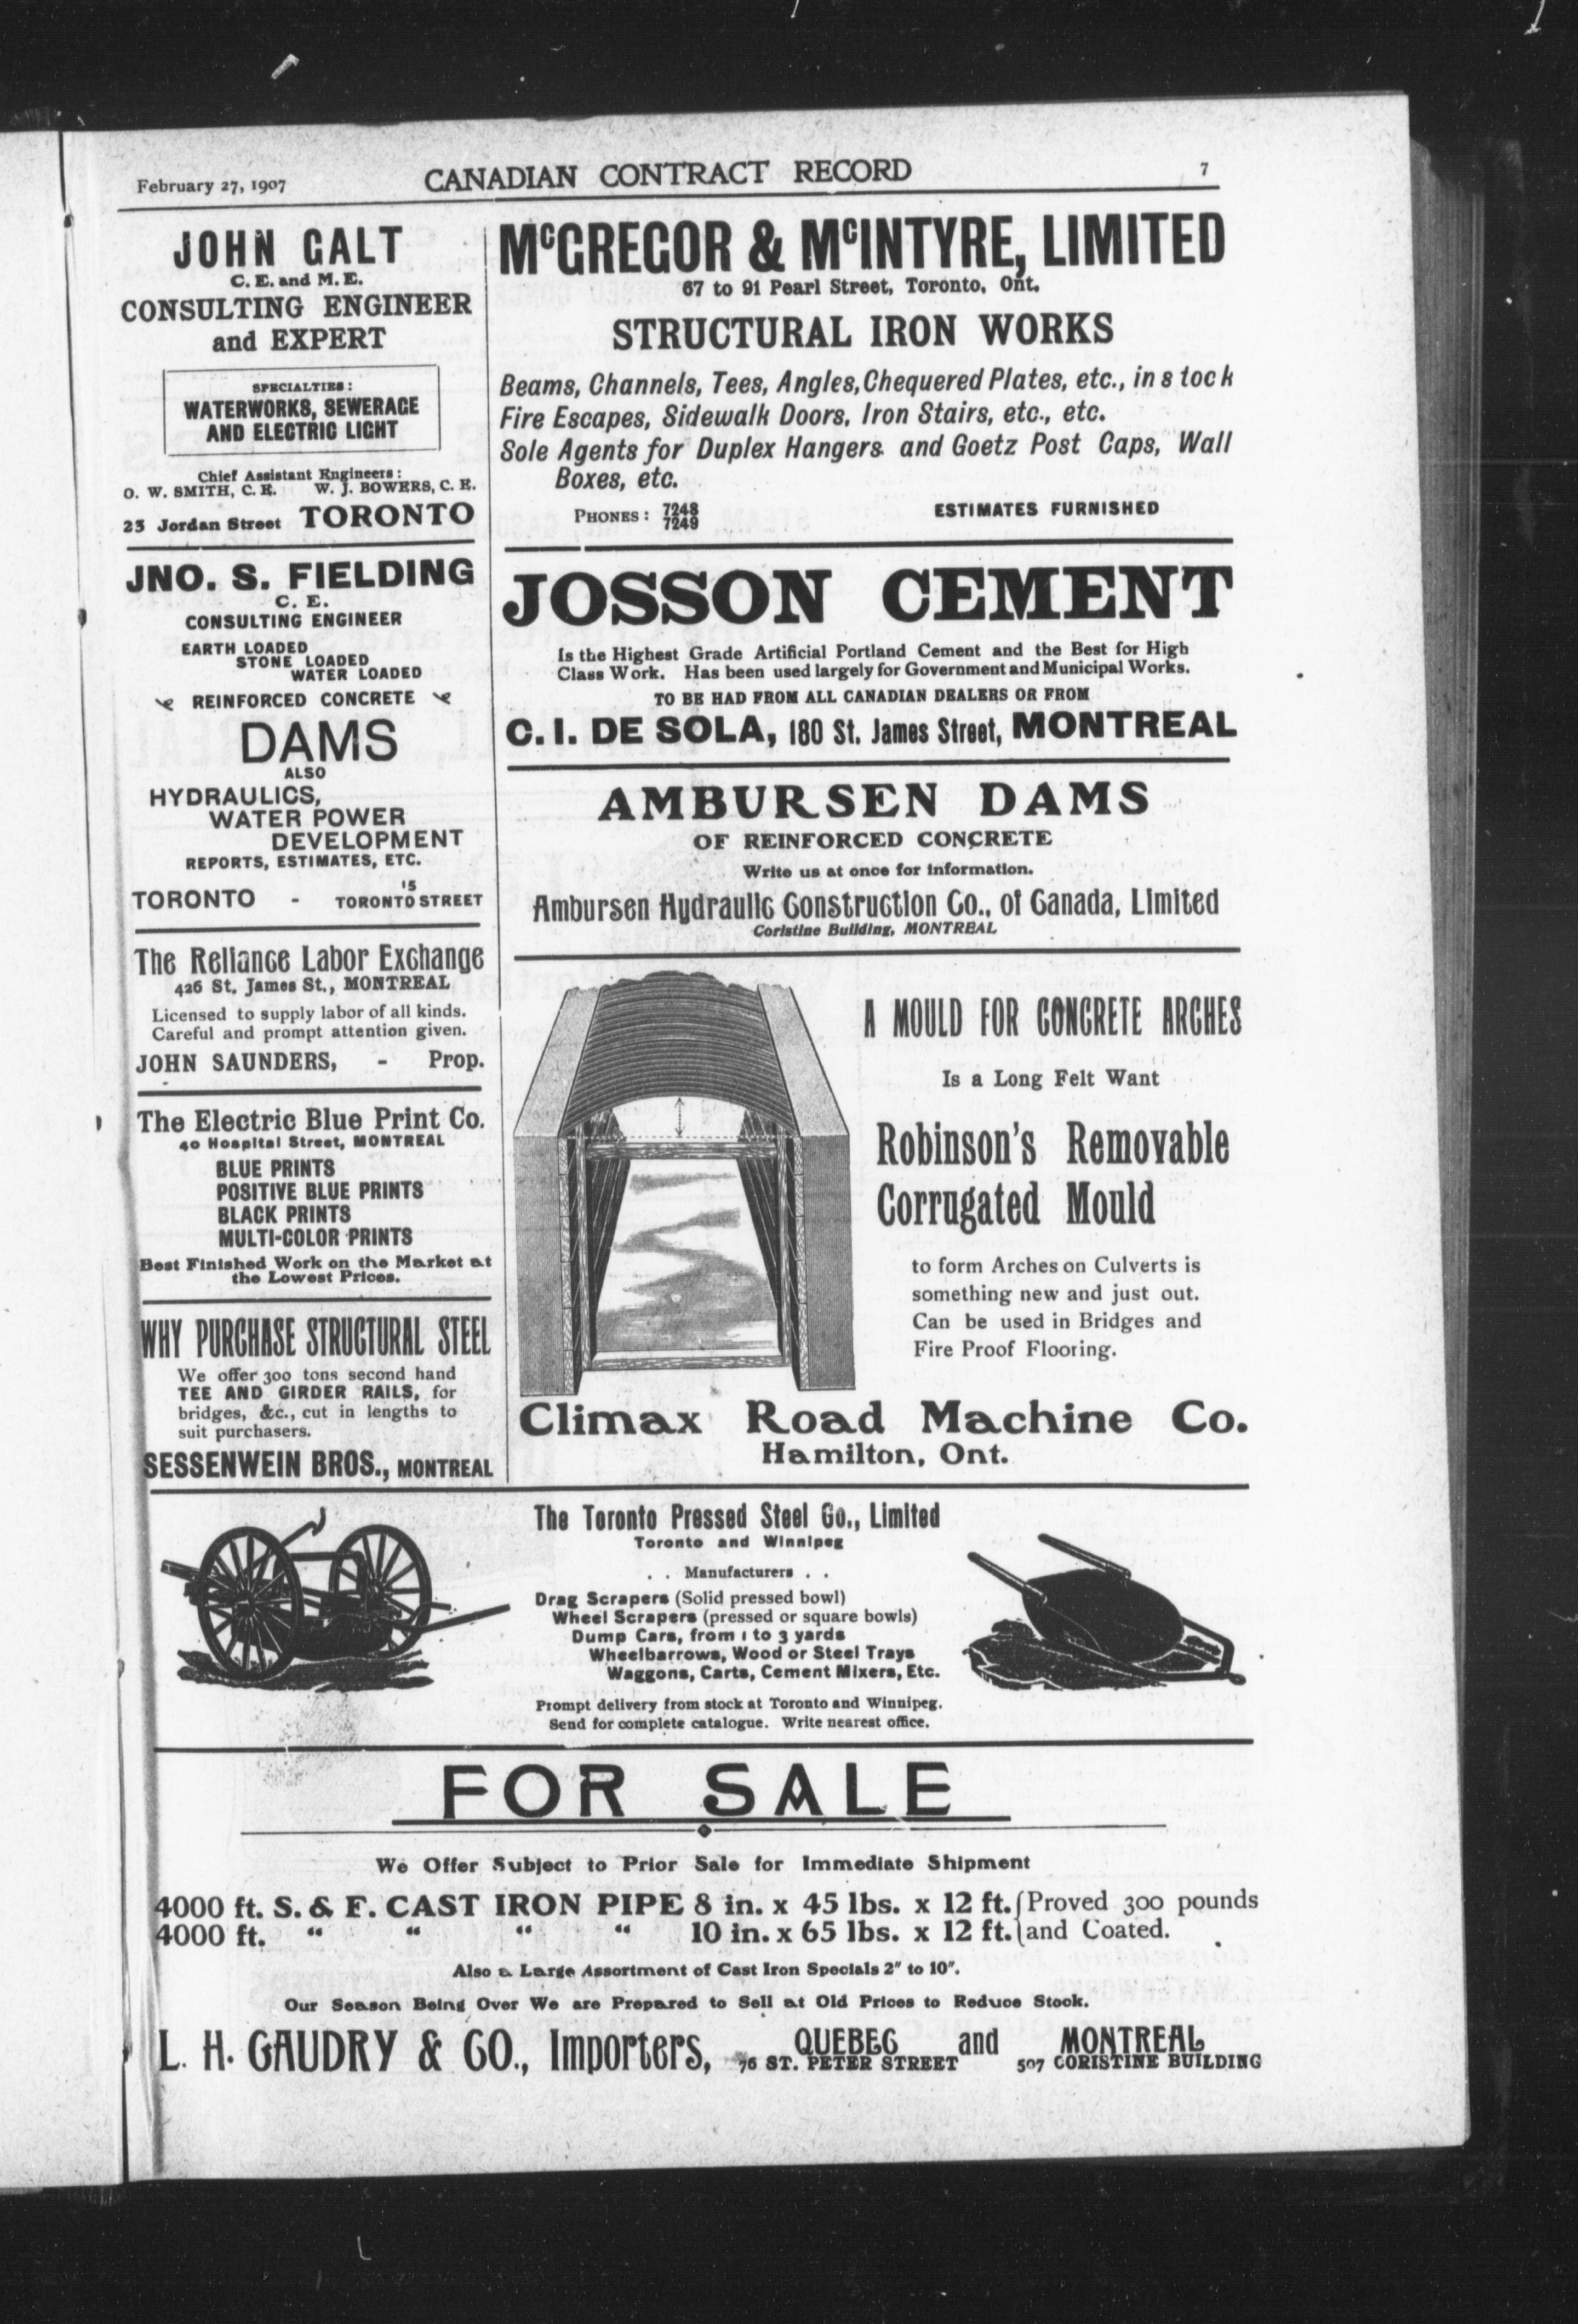 February 27, 1907
CANADIAN CONTRACT RECORD
7
JOHN GALT
C. E. and M. E.
CONSULTING ENGINEER
and EXPERT
SPECIALTIES:
WATERWORKS, SEWERAGE
AND ELECTRIC LIGHT
Chief Assistant Engineers:
O. W. SMITH, C. E. W. J. BOWERS, C. E.
23 Jordan Street TORONTO
JNO. S. FIELDING
C. E.
CONSULTING ENGINEER
EARTH LOADED
STONE LOADED
WATER LOADED
REINFORCED CONCRETE
DAMS
ALSO
HYDRAULICS,
WATER POWER
DEVELOPMENT
REPORTS, ESTIMATES, ETC.
TORONTO - 15 TORONTO STREET
The Reliance Labor Exchange
426 St. James St., MONTREAL
Licensed to supply labor of all kinds.
Careful and prompt attention given.
JOHN SAUNDERS, - Prop.
The Electric Blue Print Co.
40 Hospital Street, MONTREAL
BLUE PRINTS
POSITIVE BLUE PRINTS
BLACK PRINTS
MULTI-COLOR PRINTS
Best Finished Work on the Market at
the Lowest Prices.
WHY PURCHASE STRUCTURAL STEEL
We offer 300 tons second hand
TEE AND GIRDER RAILS, for
bridges, &c., cut in lengths to
suit purchasers.
SESSENWEIN BROS., MONTREAL
McGREGOR & McINTYRE, LIMITED
67 to 91 Pearl Street, Toronto, Ont.
STRUCTURAL IRON WORKS
Beams, Channels, Tees, Angles, Chequered Plates, etc., in stock
Fire Escapes, Sidewalk Doors, Iron Stairs, etc., etc.
Sole Agents for Duplex Hangers and Goetz Post Caps, Wall
Boxes, etc.
PHONES: 7248
7249
ESTIMATES FURNISHED
JOSSON CEMENT
Is the Highest Grade Artificial Portland Cement and the Best for High
Class Work. Has been used largely for Government and Municipal Works.
TO BE HAD FROM ALL CANADIAN DEALERS OR FROM
C. I. DE SOLA, 180 St. James Street, MONTREAL
AMBURSEN DAMS
OF REINFORCED CONCRETE
Write us at once for information.
Ambursen Hydraulic Construction Co., of Canada, Limited
Coristine Building, MONTREAL
A MOULD FOR CONCRETE ARCHES
Is a Long Felt Want
Robinson's Removable
Corrugated Mould
to form Arches on Culverts is
something new and just out.
Can be used in Bridges and
Fire Proof Flooring.
Climax Road Machine Co.
Hamilton, Ont.
The Toronto Pressed Steel Co., Limited
Toronto and Winnipeg
. . Manufacturers . .
Drag Scrapers (Solid pressed bowl)
Wheel Scrapers (pressed or square bowls)
Dump Cars, from 1 to 3 yards
Wheelbarrows, Wood or Steel Trays
Waggons, Carts, Cement Mixers, Etc.
Prompt delivery from stock at Toronto and Winnipeg.
Send for complete catalogue. Write nearest office.
FOR SALE
We Offer Subject to Prior Sale for Immediate Shipment
4000 ft. S. & F. CAST IRON PIPE 8 in. x 45 lbs. x 12 ft. { Proved 300 pounds
4000 ft. “ “ “ “ 10 in. x 65 lbs. x 12 ft. { and Coated.
Also a Large Assortment of Cast Iron Specials 2" to 10".
Our Season Being Over We are Prepared to Sell at Old Prices to Reduce Stock.
L. H. GAUDRY & CO., Importers, QUEBEC and MONTREAL
76 ST. PETER STREET 507 CORISTINE BUILDING